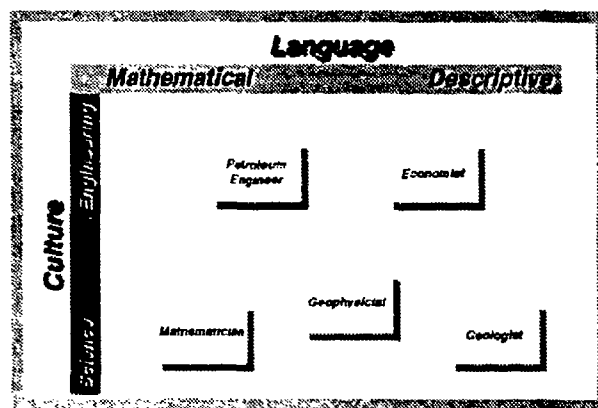 Language
Mathematical Descriptive
Culture
Engineering
Science
Petroleum
Engineer
Economist
Geophysicist
Mathematician
Geologist